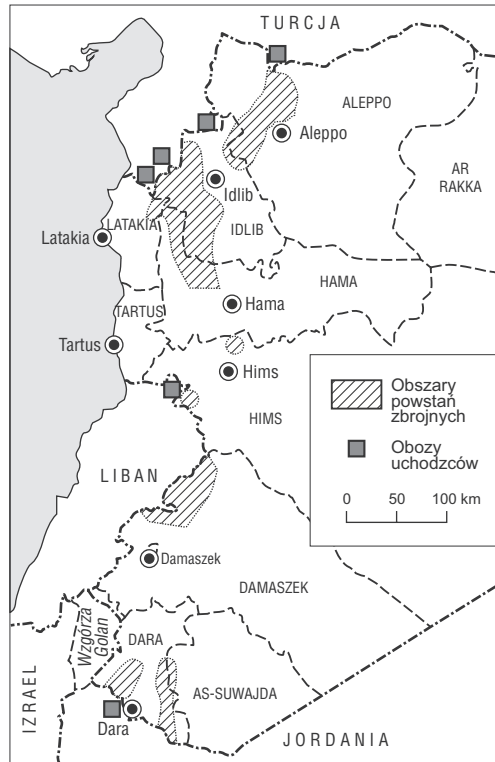 TURCJA
ALEPPO
Aleppo
AR
RAKKA
Idlib
LATAKIA
IDLIB
Latakia
HAMA
TARTUS
Hama
Tartus
Hims
HIMS
Obszary
powstań
zbrojnych
Obozy
uchodzców
0 50 100 km
LIBAN
Damaszek
DAMASZEK
Wzgórza
Golan
DARA
AS-SUWAJDA
IZRAEL
Dara
JORDANIA